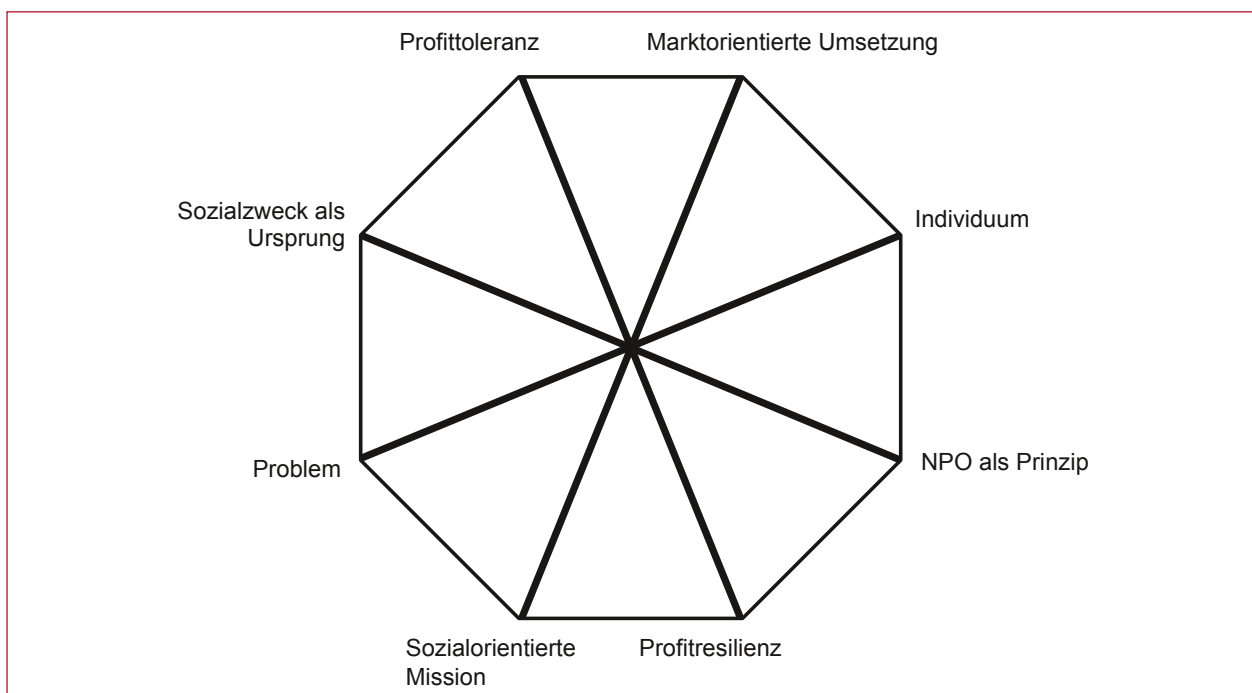 Profittoleranz
Marktorientierte Umsetzung
Sozialzweck als
Ursprung
Individuum
Problem
NPO als Prinzip
Sozialorientierte
Mission
Profitresilienz